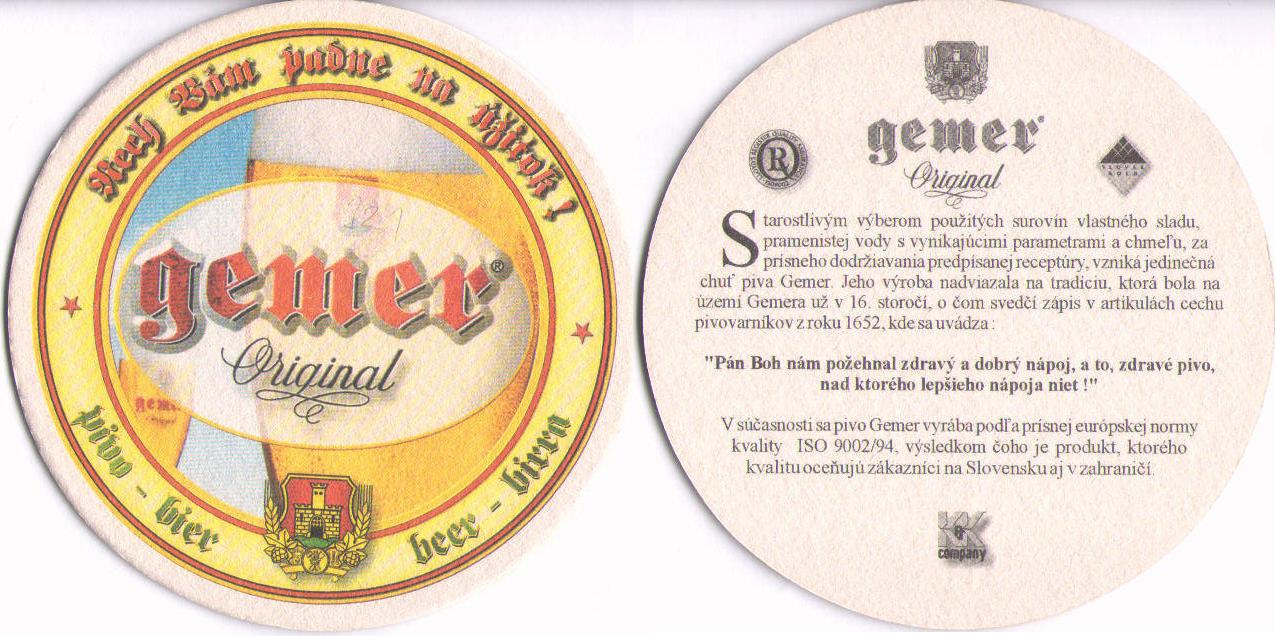 Nech Vám padne na úžitok!
gemer®
Original
gem
pivo - bier
beer - birra
gemer®
Original
R
SLOVAK GOLD
Starostlivým výberom použitých surovín vlastného sladu,
pramenistej vody s vynikajúcimi parametrami a chmeľu, za
prísneho dodržiavania predpísanej receptúry, vzniká jedinečná
chuť piva Gemer. Jeho výroba nadviazala na tradíciu, ktorá bola na
území Gemera už v 16. storočí, o čom svedčí zápis v artikulách cechu
pivovarníkov z roku 1652, kde sa uvádza :
"Pán Boh nám požehnal zdravý a dobrý nápoj, a to, zdravé pivo,
nad ktorého lepšieho nápoja niet !"
V súčasnosti sa pivo Gemer vyrába podľa prísnej európskej normy
kvality ISO 9002/94, výsledkom čoho je produkt, ktorého
kvalitu oceňujú zákazníci na Slovensku aj v zahraničí.
K&K
company